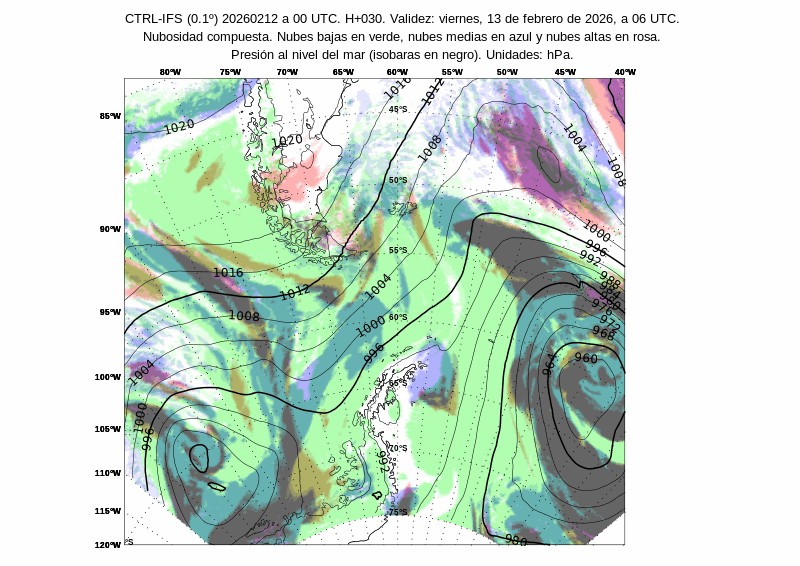 CTRL-IFS (0.1º) 20260212 a 00 UTC. H+030. Validez: viernes, 13 de febrero de 2026, a 06 UTC.
Nubosidad compuesta. Nubes bajas en verde, nubes medias en azul y nubes altas en rosa.
Presión al nivel del mar (isobaras en negro). Unidades: hPa.
80°W 75°W 70°W 65°W 60°W 55°W 50°W 45°W 40°W
1016 1012
45°S
85°W
1020
1020
1008
1004
1008
50°S
90°W
1000
996
992
55°S
1016
1012
1004
988
984
980
976
972
968
95°W
1008
1000
60°S
996
960
964
1004
100°W
65°S
1000
996
105°W
70°S
992
110°W
115°W
75°S
120°W
°S
980